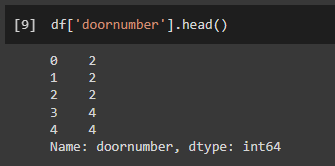 [9] df['doornumber'].head()
0    2
1    2
2    2
3    4
4    4
Name: doornumber, dtype: int64